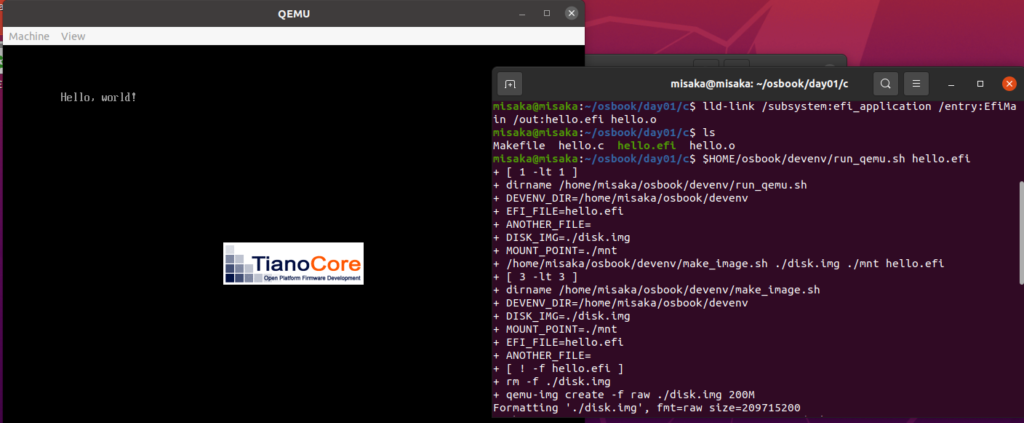 QEMU
Machine View
Hello, world!
TianoCore
Open Platform Firmware Development
misaka@misaka: ~/osbook/day01/c
misaka@misaka:~/osbook/day01/c$ lld-link /subsystem:efi_application /entry:EfiMa
in /out:hello.efi hello.o
misaka@misaka:~/osbook/day01/c$ ls
Makefile hello.c hello.efi hello.o
misaka@misaka:~/osbook/day01/c$ $HOME/osbook/devenv/run_qemu.sh hello.efi
+ [ 1 -lt 1 ]
+ dirname /home/misaka/osbook/devenv/run_qemu.sh
+ DEVENV_DIR=/home/misaka/osbook/devenv
+ EFI_FILE=hello.efi
+ ANOTHER_FILE=
+ DISK_IMG=./disk.img
+ MOUNT_POINT=./mnt
+ /home/misaka/osbook/devenv/make_image.sh ./disk.img ./mnt hello.efi
+ [ 3 -lt 3 ]
+ dirname /home/misaka/osbook/devenv/make_image.sh
+ DEVENV_DIR=/home/misaka/osbook/devenv
+ DISK_IMG=./disk.img
+ MOUNT_POINT=./mnt
+ EFI_FILE=hello.efi
+ ANOTHER_FILE=
+ [ ! -f hello.efi ]
+ rm -f ./disk.img
+ qemu-img create -f raw ./disk.img 200M
Formatting './disk.img', fmt=raw size=209715200